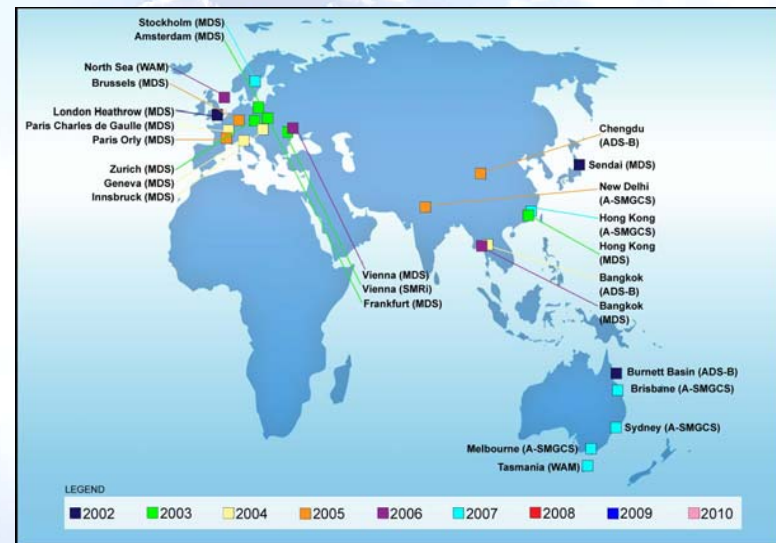 Stockholm (MDS)
Amsterdam (MDS)
North Sea (WAM)
Brussels (MDS)
London Heathrow (MDS)
Paris Charles de Gaulle (MDS)
Paris Orly (MDS)
Zurich (MDS)
Geneva (MDS)
Innsbruck (MDS)
Vienna (MDS)
Vienna (SMRi)
Frankfurt (MDS)
Chengdu
(ADS-B)
Sendai (MDS)
New Delhi
(A-SMGCS)
Hong Kong
(A-SMGCS)
Hong Kong
(MDS)
Bangkok
(ADS-B)
Bangkok
(MDS)
Burnett Basin (ADS-B)
Brisbane (A-SMGCS)
Sydney (A-SMGCS)
Melbourne (A-SMGCS)
Tasmania (WAM)
LEGEND
2002 2003 2004 2005 2006 2007 2008 2009 2010